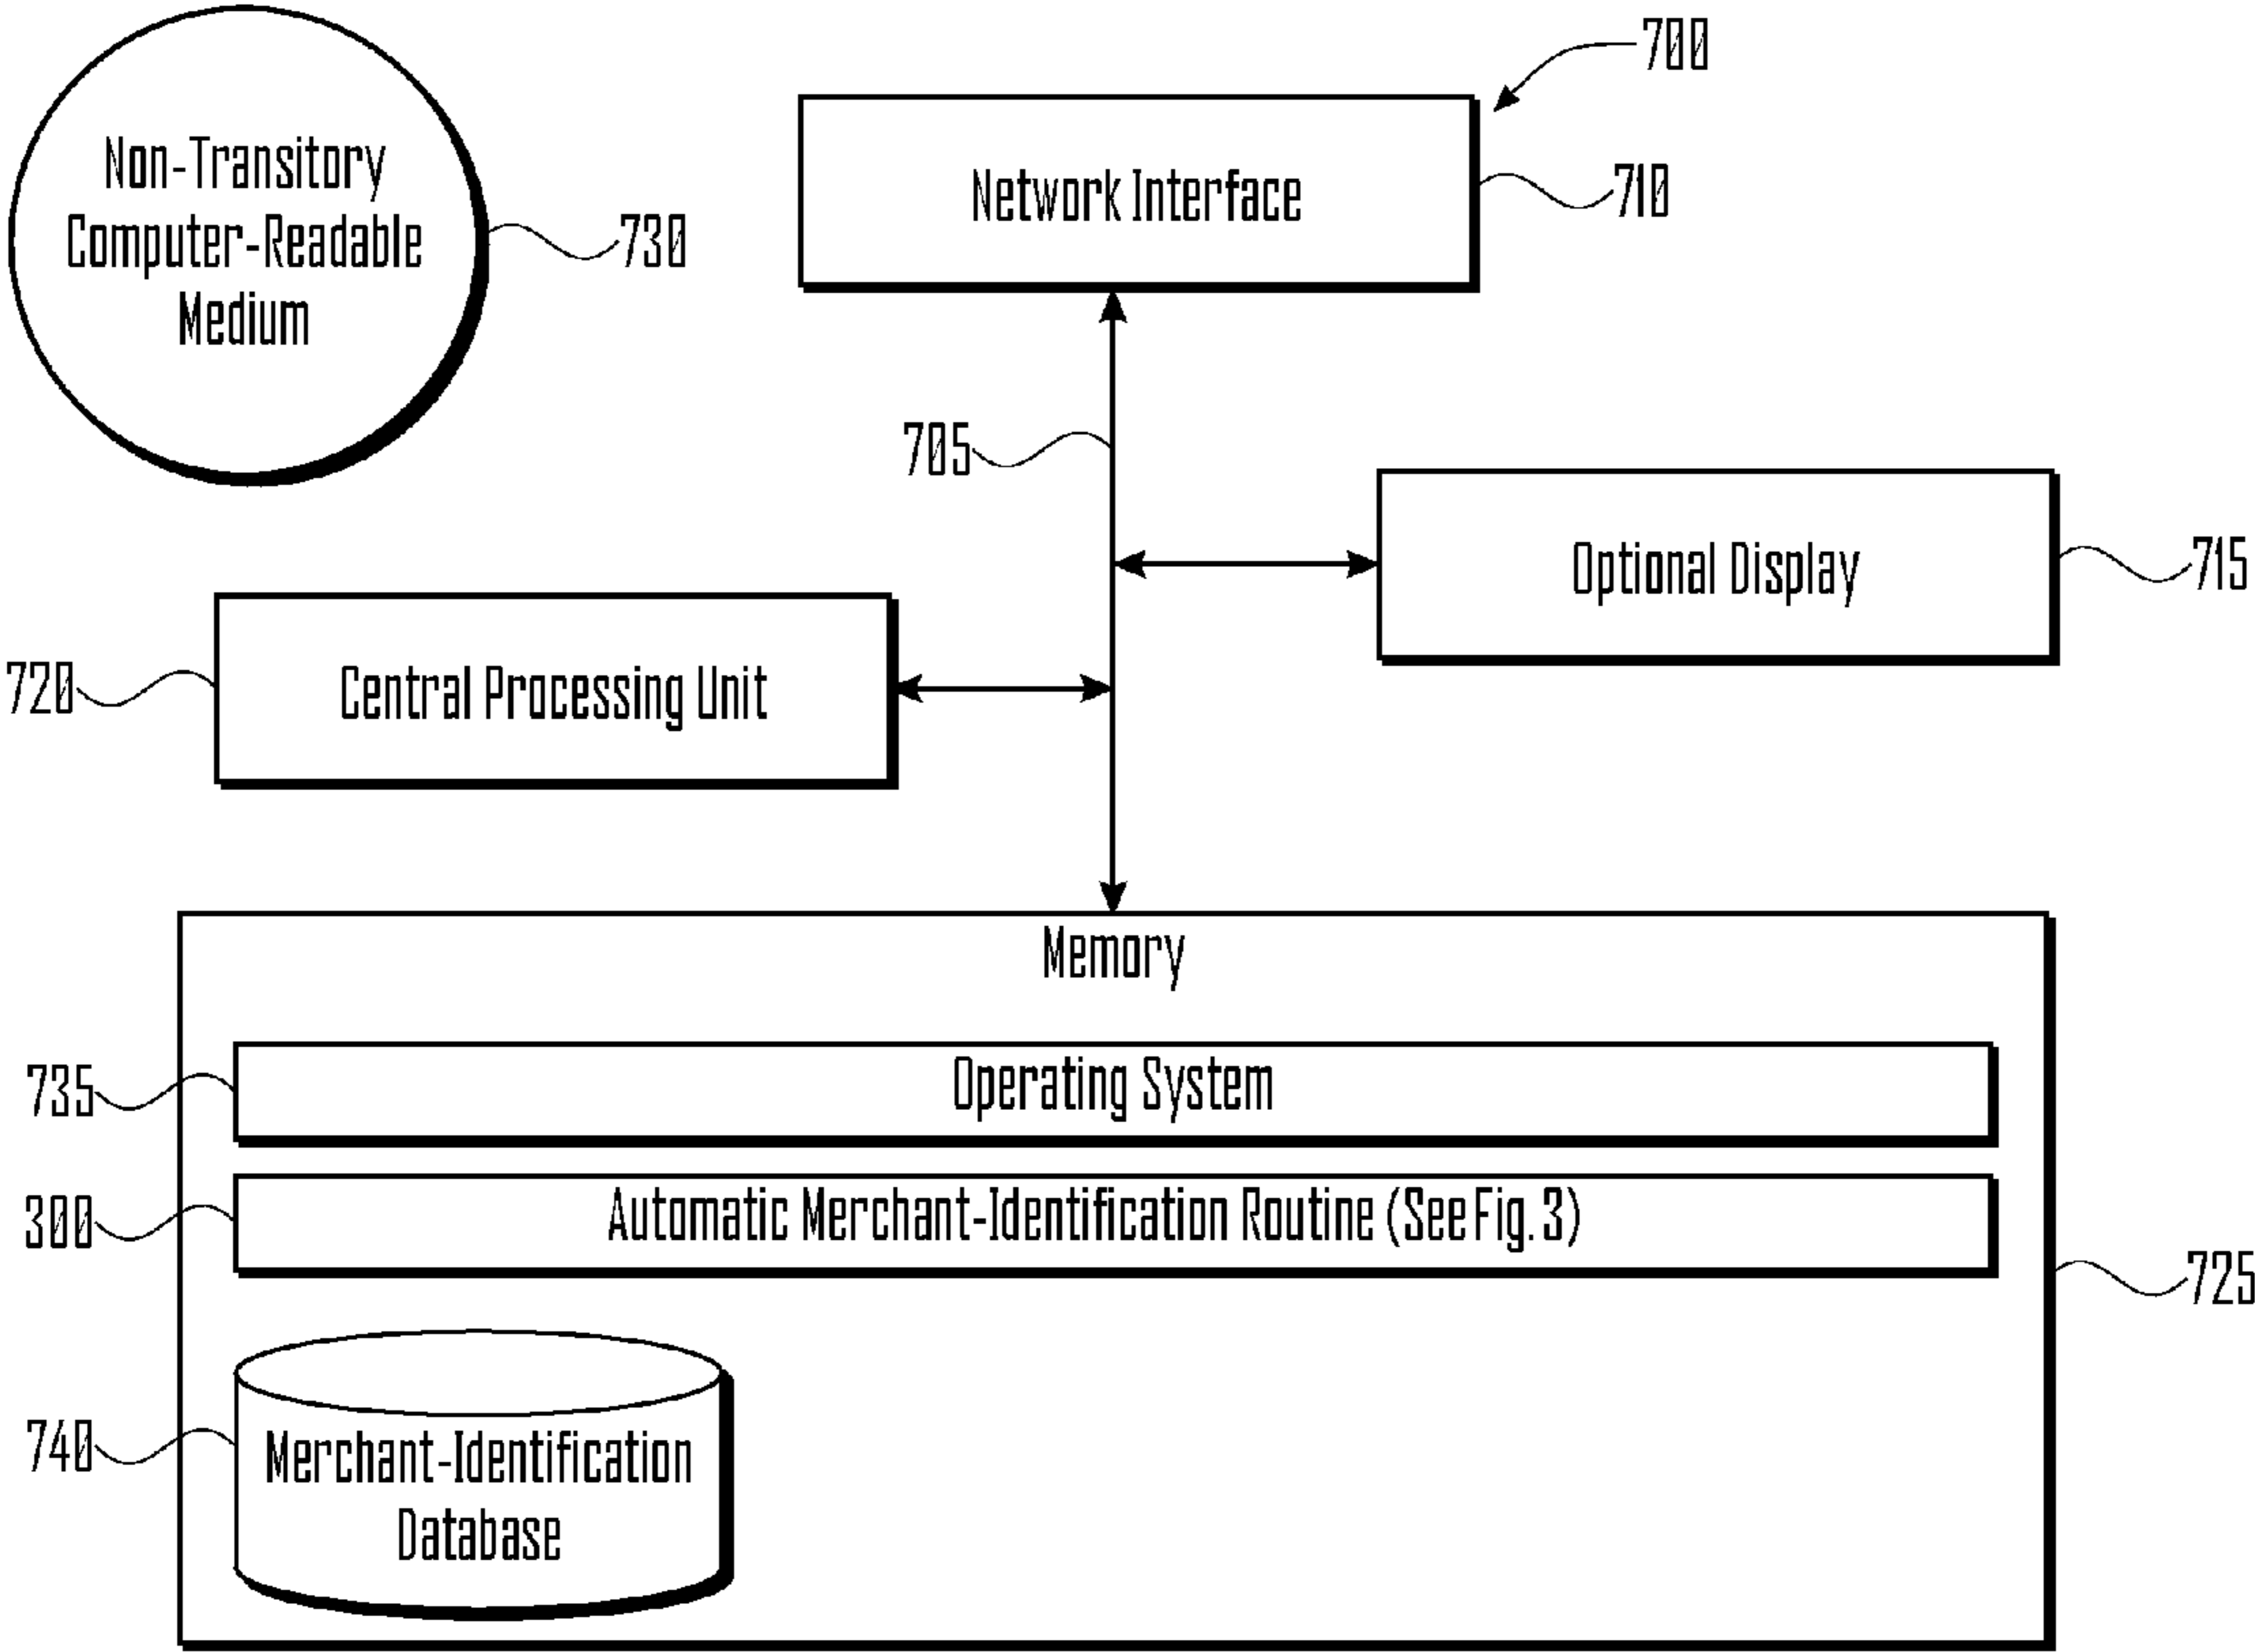 700
Non-Transitory
Computer-Readable
Medium
730
Network Interface
710
705
Optional Display
715
720
Central Processing Unit
Memory
735
Operating System
300
Automatic Merchant-Identification Routine (See Fig. 3)
725
740
Merchant-Identification
Database